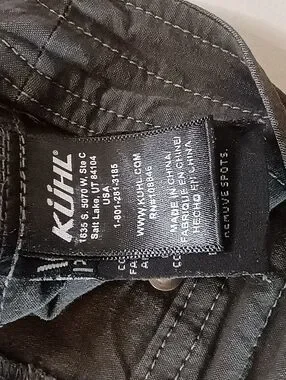 KÜHL
1635 S. 5070 W. Ste C
Salt Lake, UT 84104
USA
1-801-281-3185
WWW.KUHL.COM
RN#108846
MADE IN CHINA
FABRIQUÉ EN CHINE
HECHO EN CHINA
REMOVE SPOTS.